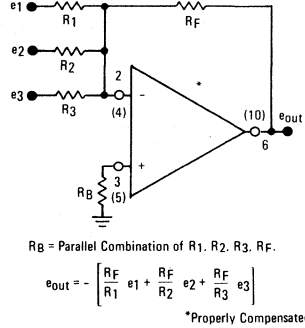 e1
R1
RF
e2
R2
2
*
e3
R3
(4)
-
(10)
eout
6
+
3
RB
(5)
RB = Parallel Combination of R1, R2, R3, RF.
eout = - [ RF/R1 e1 + RF/R2 e2 + RF/R3 e3 ]
*Properly Compensate